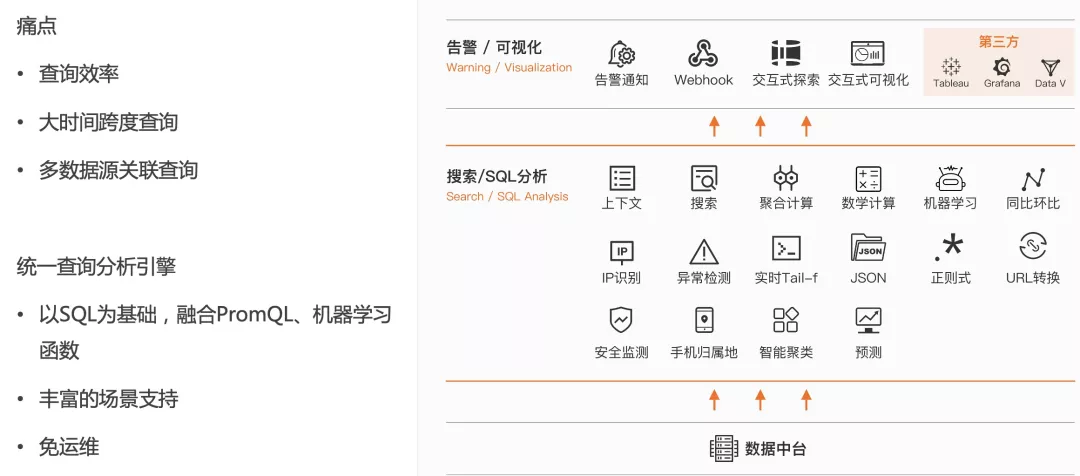 痛点
• 查询效率
• 大时间跨度查询
• 多数据源关联查询
统一查询分析引擎
• 以SQL为基础，融合PromQL、机器学习
函数
• 丰富的场景支持
• 免运维
告警 / 可视化
Warning / Visualization
告警通知 Webhook 交互式探索 交互式可视化
第三方
Tableau Grafana Data V
搜索/SQL分析
Search / SQL Analysis
上下文 搜索 聚合计算 数学计算 机器学习 同比环比
IP
IP识别 异常检测 实时Tail-f JSON 正则式 URL转换
JSON
安全监测 手机归属地 智能聚类 预测
数据中台